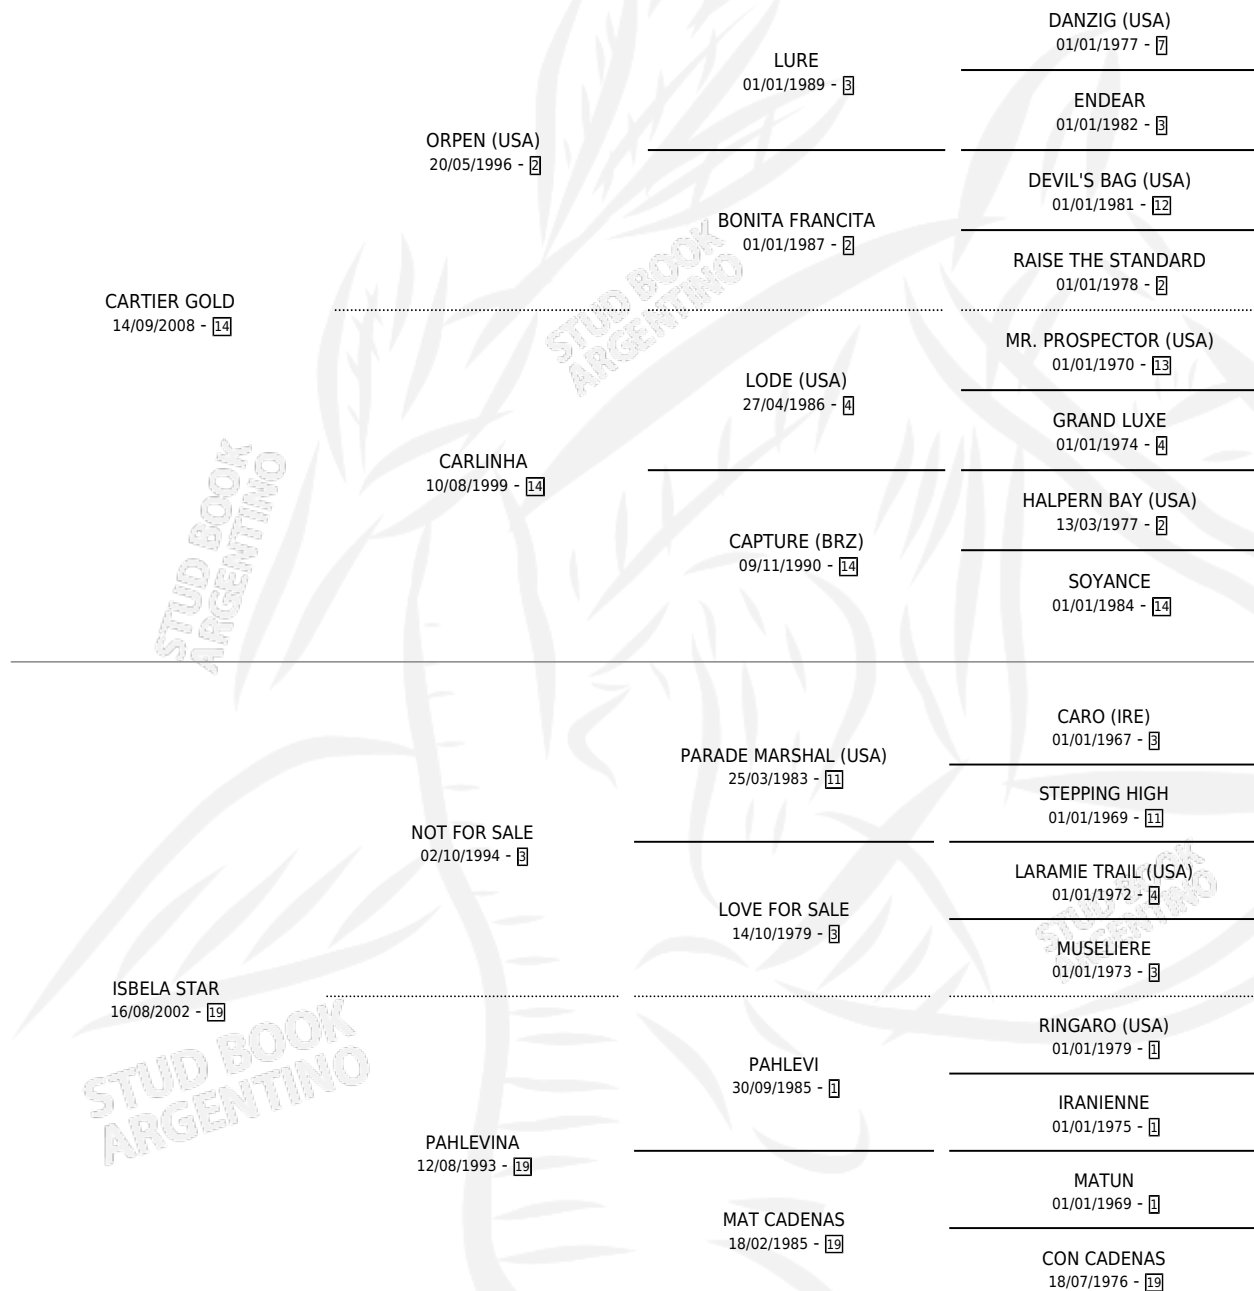 DANZIG (USA)
01/01/1977 - 7
LURE
01/01/1989 - 3
ENDEAR
01/01/1982 - 3
ORPEN (USA)
20/05/1996 - 2
DEVIL'S BAG (USA)
01/01/1981 - 12
BONITA FRANCITA
01/01/1987 - 2
RAISE THE STANDARD
01/01/1978 - 2
CARTIER GOLD
14/09/2008 - 14
STUD BOOK
ARGENTINO
MR. PROSPECTOR (USA)
01/01/1970 - 13
LODE (USA)
27/04/1986 - 4
GRAND LUXE
01/01/1974 - 4
CARLINHA
10/08/1999 - 14
HALPERN BAY (USA)
13/03/1977 - 2
CAPTURE (BRZ)
09/11/1990 - 14
SOYANCE
01/01/1984 - 14
STUD BOOK
ARGENTINO
CARO (IRE)
01/01/1967 - 3
PARADE MARSHAL (USA)
25/03/1983 - 11
STEPPING HIGH
01/01/1969 - 11
NOT FOR SALE
02/10/1994 - 3
LARAMIE TRAIL (USA)
01/01/1972 - 4
LOVE FOR SALE
14/10/1979 - 3
STUD BOOK
ARGENTINO
MUSELIERE
01/01/1973 - 3
ISBELA STAR
16/08/2002 - 19
RINGARO (USA)
01/01/1979 - 1
PAHLEVI
30/09/1985 - 1
IRANIENNE
01/01/1975 - 1
STUD BOOK
ARGENTINO
PAHLEVINA
12/08/1993 - 19
MATUN
01/01/1969 - 1
MAT CADENAS
18/02/1985 - 19
CON CADENAS
18/07/1976 - 19